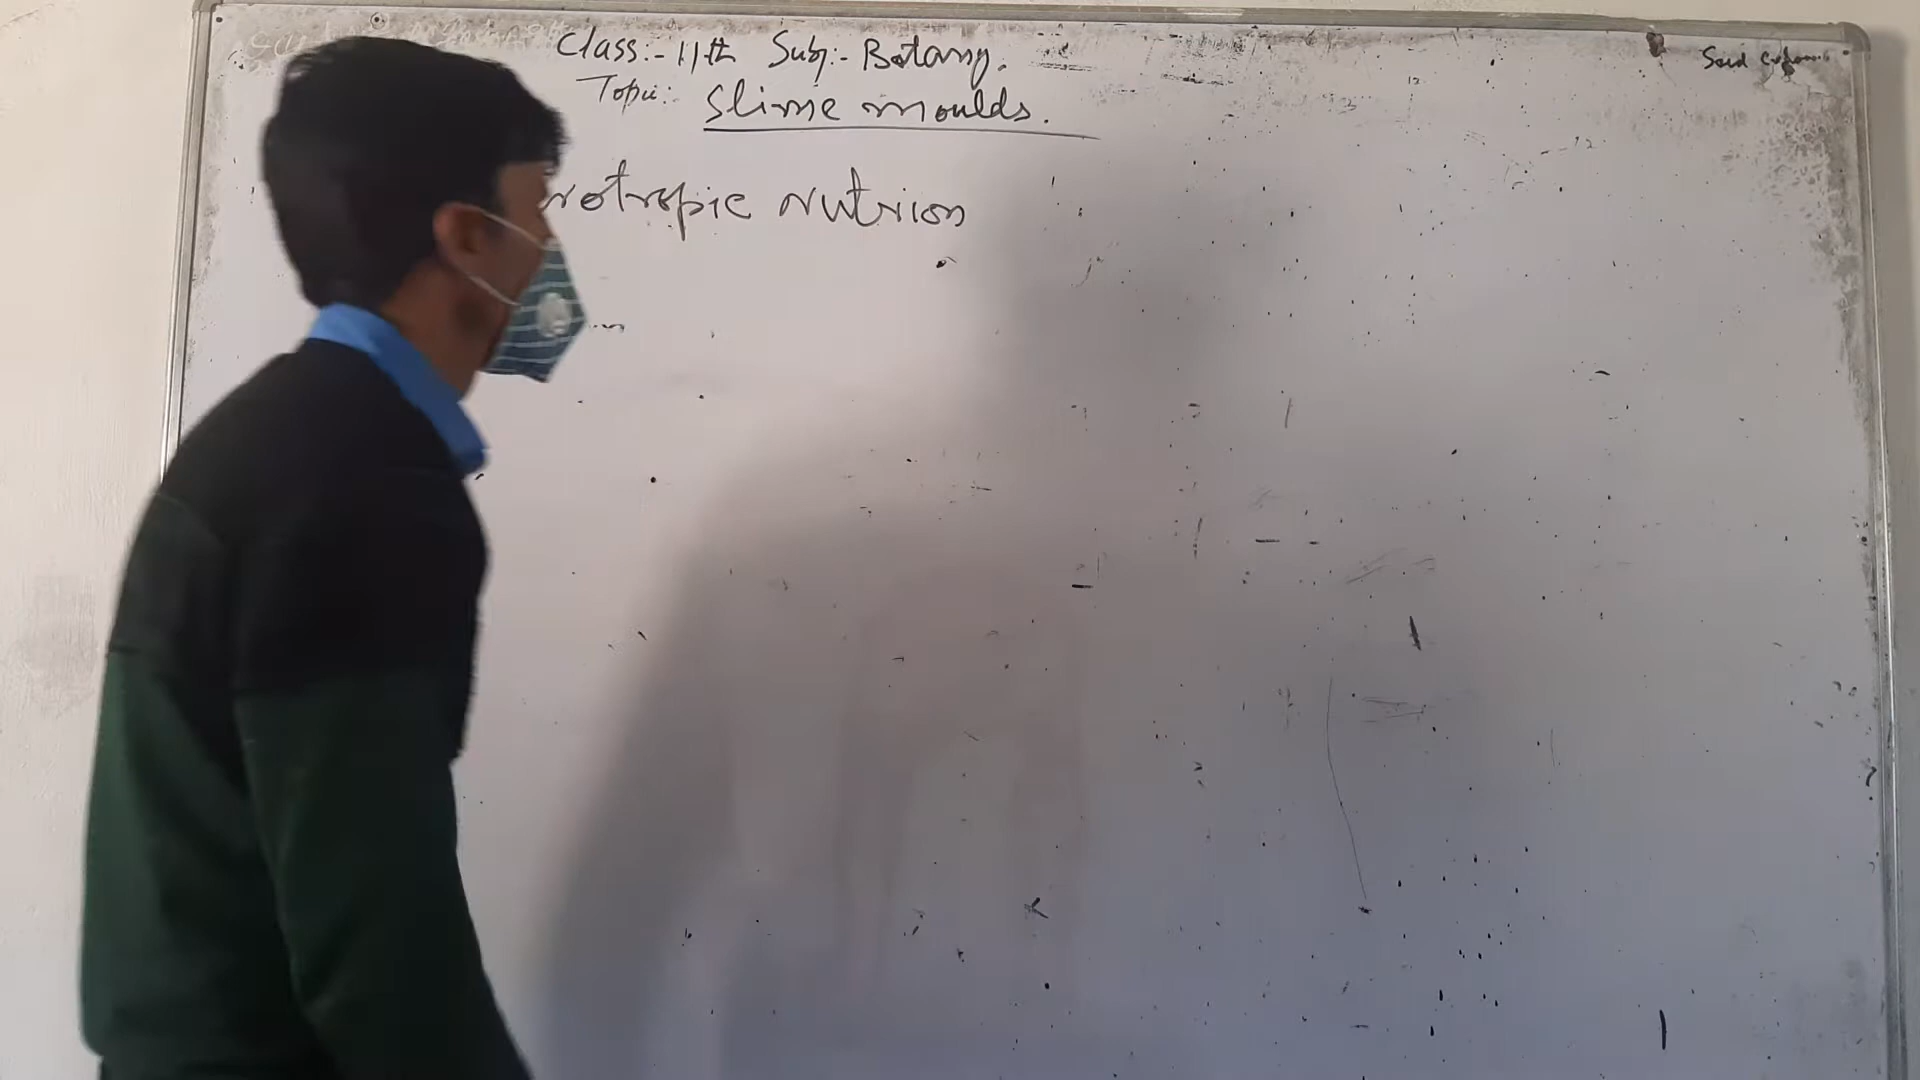 Class:- 11th Subj:- Botany.
Topic: Slime moulds.
rotropic nutrion